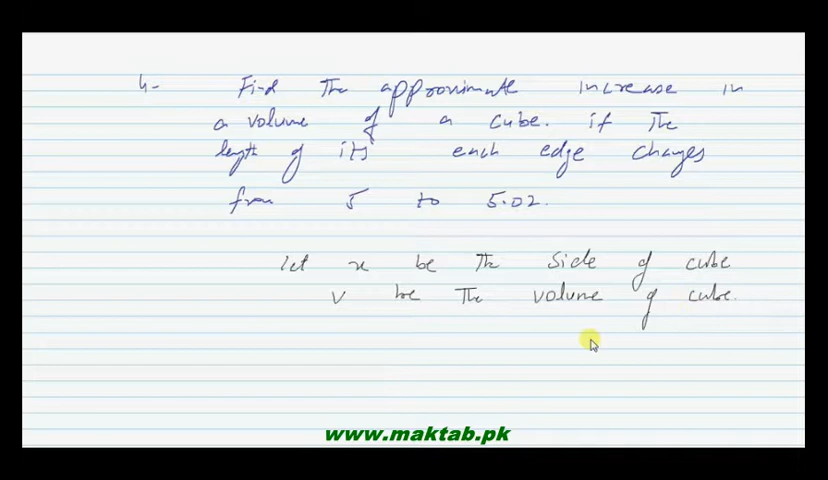 4- Find the approximate increase in
a volume of a cube. if the
length of its each edge changes
from 5 to 5.02.
let x be the side of cube
V be the volume of cube.
www.maktab.pk